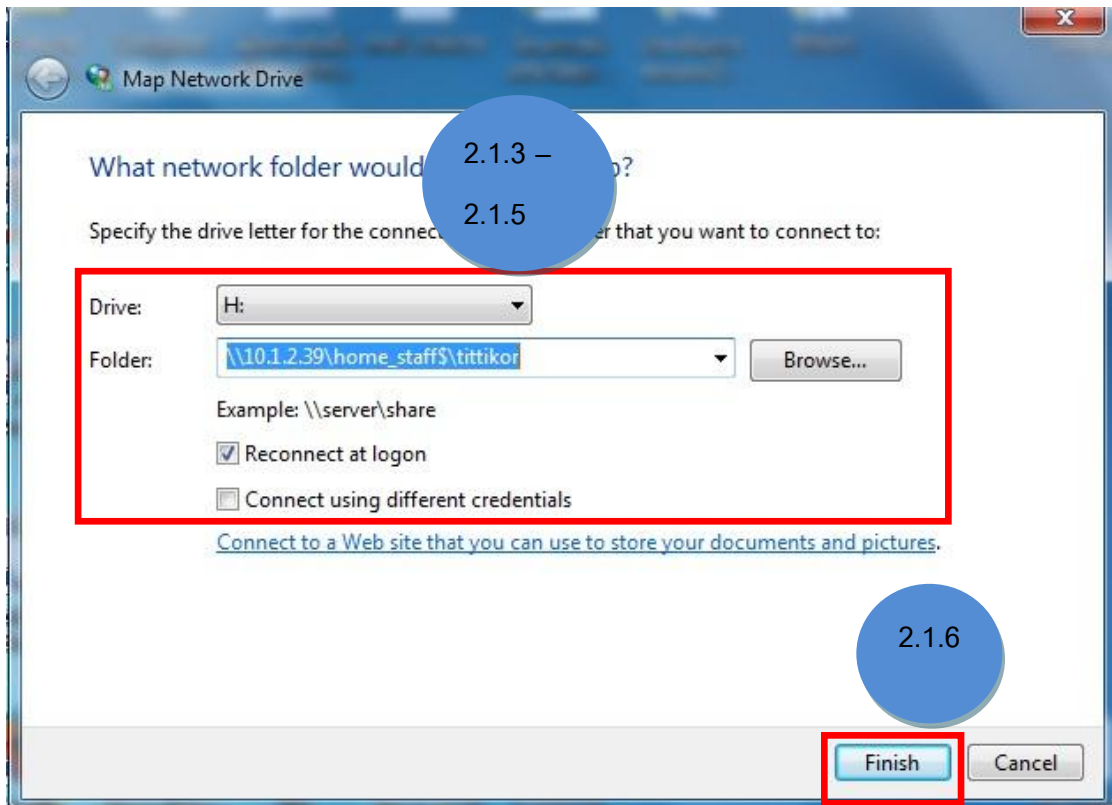 Map Network Drive
What network folder would
2.1.3 –
2.1.5
Specify the drive letter for the that you want to connect to:
Drive: H:
Folder: \\10.1.2.39\home_staff$\tittikor Browse...
Example: \\server\share
Reconnect at logon
Connect using different credentials
Connect to a Web site that you can use to store your documents and pictures.
2.1.6
Finish Cancel